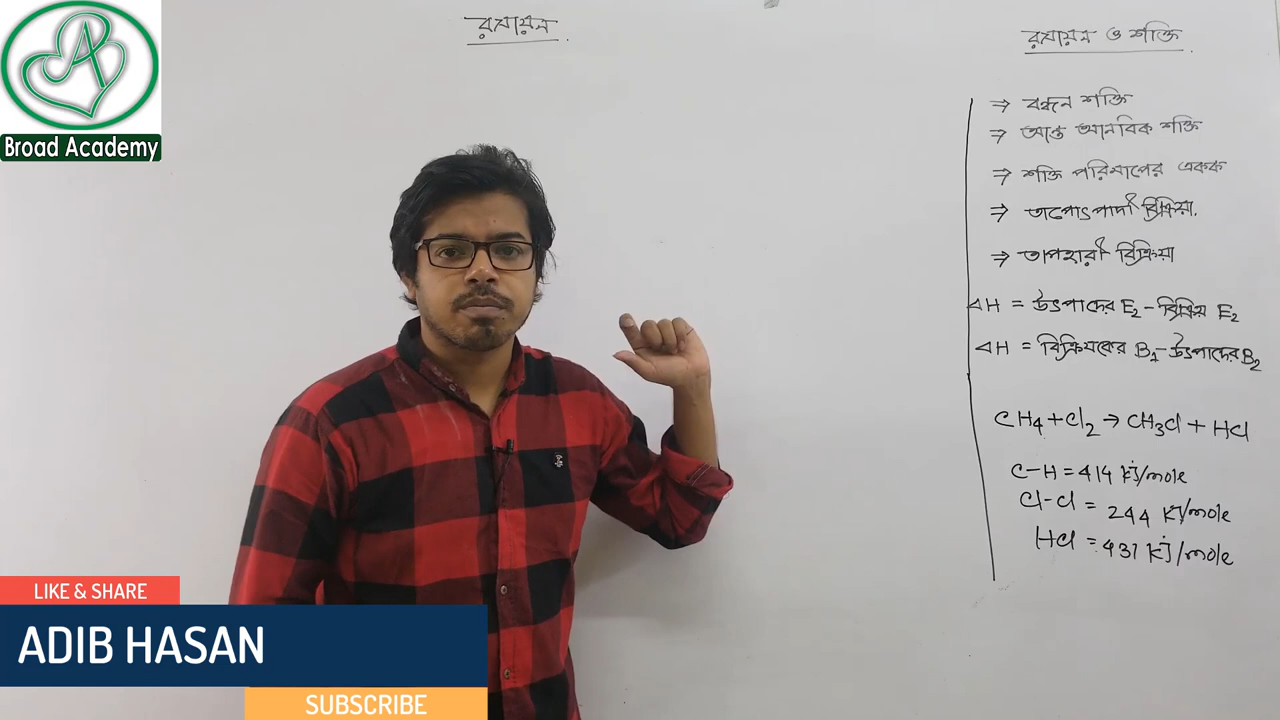 রসায়ন
রসায়ন ও শক্তি
⇒ বন্ধন শক্তি
⇒ আন্ত আনবিক শক্তি
⇒ শক্তি পরিমাপের একক
⇒ তাপোৎপাদী বিক্রিয়া.
⇒ তাপহারী বিক্রিয়া
ΔH = উৎপাদের E₂ - E₂
ΔH = বিক্রিয়কের B₁ - উৎপাদের B₂
CH₄ + Cl₂ → CH₃Cl + HCl
C-H = 414 kJ/mole
Cl-Cl = 244 KJ/mole
HCl = 431 kJ/mole
Broad Academy
LIKE & SHARE
ADIB HASAN
SUBSCRIBE